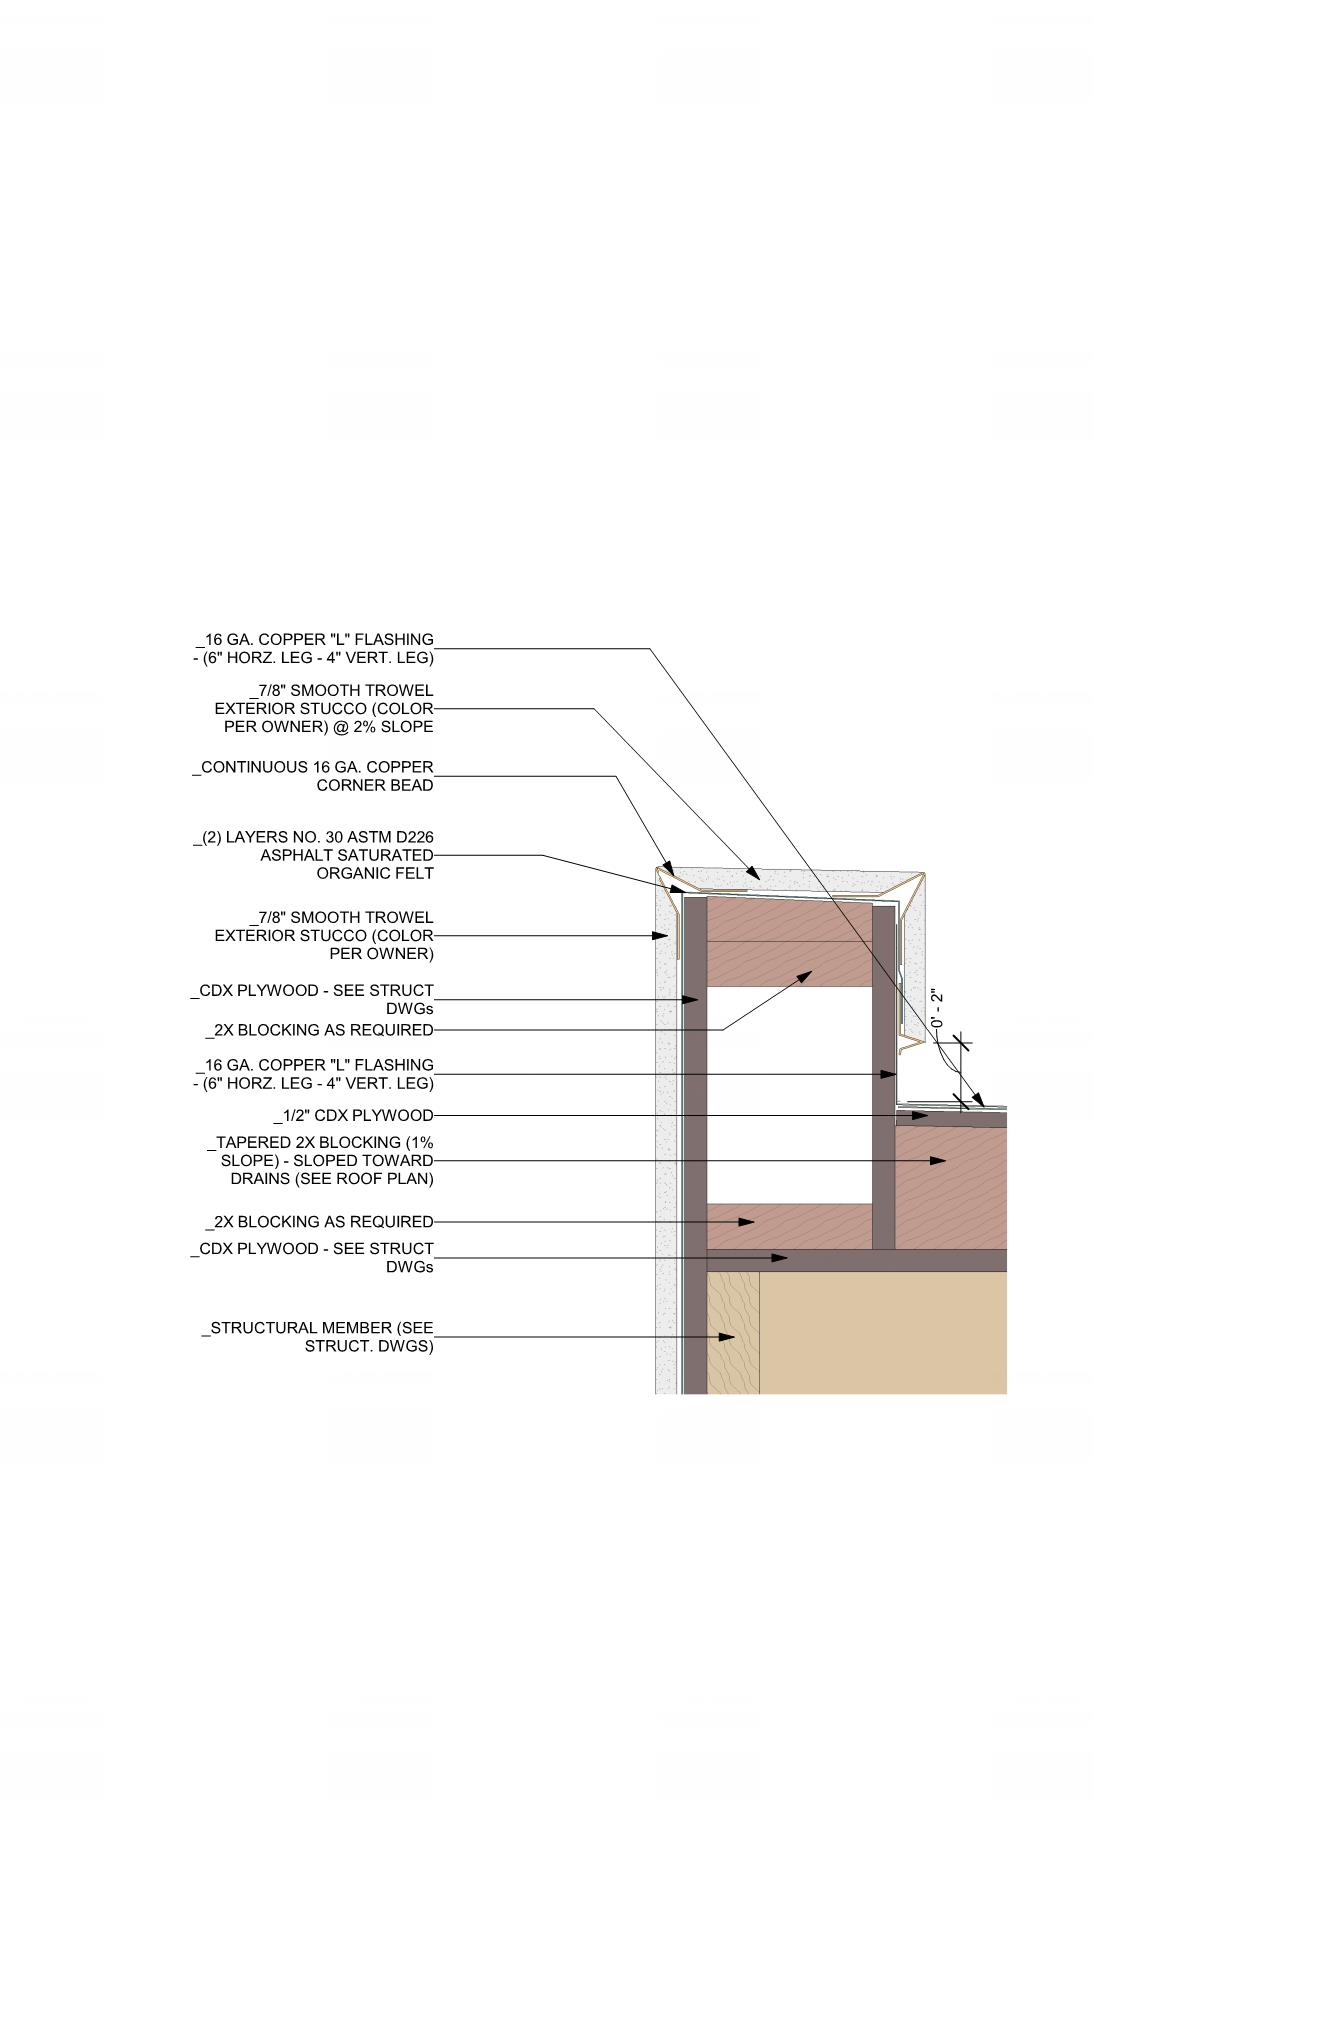 _16 GA. COPPER "L" FLASHING
- (6" HORZ. LEG - 4" VERT. LEG)
_7/8" SMOOTH TROWEL
EXTERIOR STUCCO (COLOR
PER OWNER) @ 2% SLOPE
_CONTINUOUS 16 GA. COPPER
CORNER BEAD
_(2) LAYERS NO. 30 ASTM D226
ASPHALT SATURATED
ORGANIC FELT
_7/8" SMOOTH TROWEL
EXTERIOR STUCCO (COLOR
PER OWNER)
_CDX PLYWOOD - SEE STRUCT
DWGs
_2X BLOCKING AS REQUIRED
0' - 2"
_16 GA. COPPER "L" FLASHING
- (6" HORZ. LEG - 4" VERT. LEG)
_1/2" CDX PLYWOOD
_TAPERED 2X BLOCKING (1%
SLOPE) - SLOPED TOWARD
DRAINS (SEE ROOF PLAN)
_2X BLOCKING AS REQUIRED
_CDX PLYWOOD - SEE STRUCT
DWGs
_STRUCTURAL MEMBER (SEE
STRUCT. DWGS)